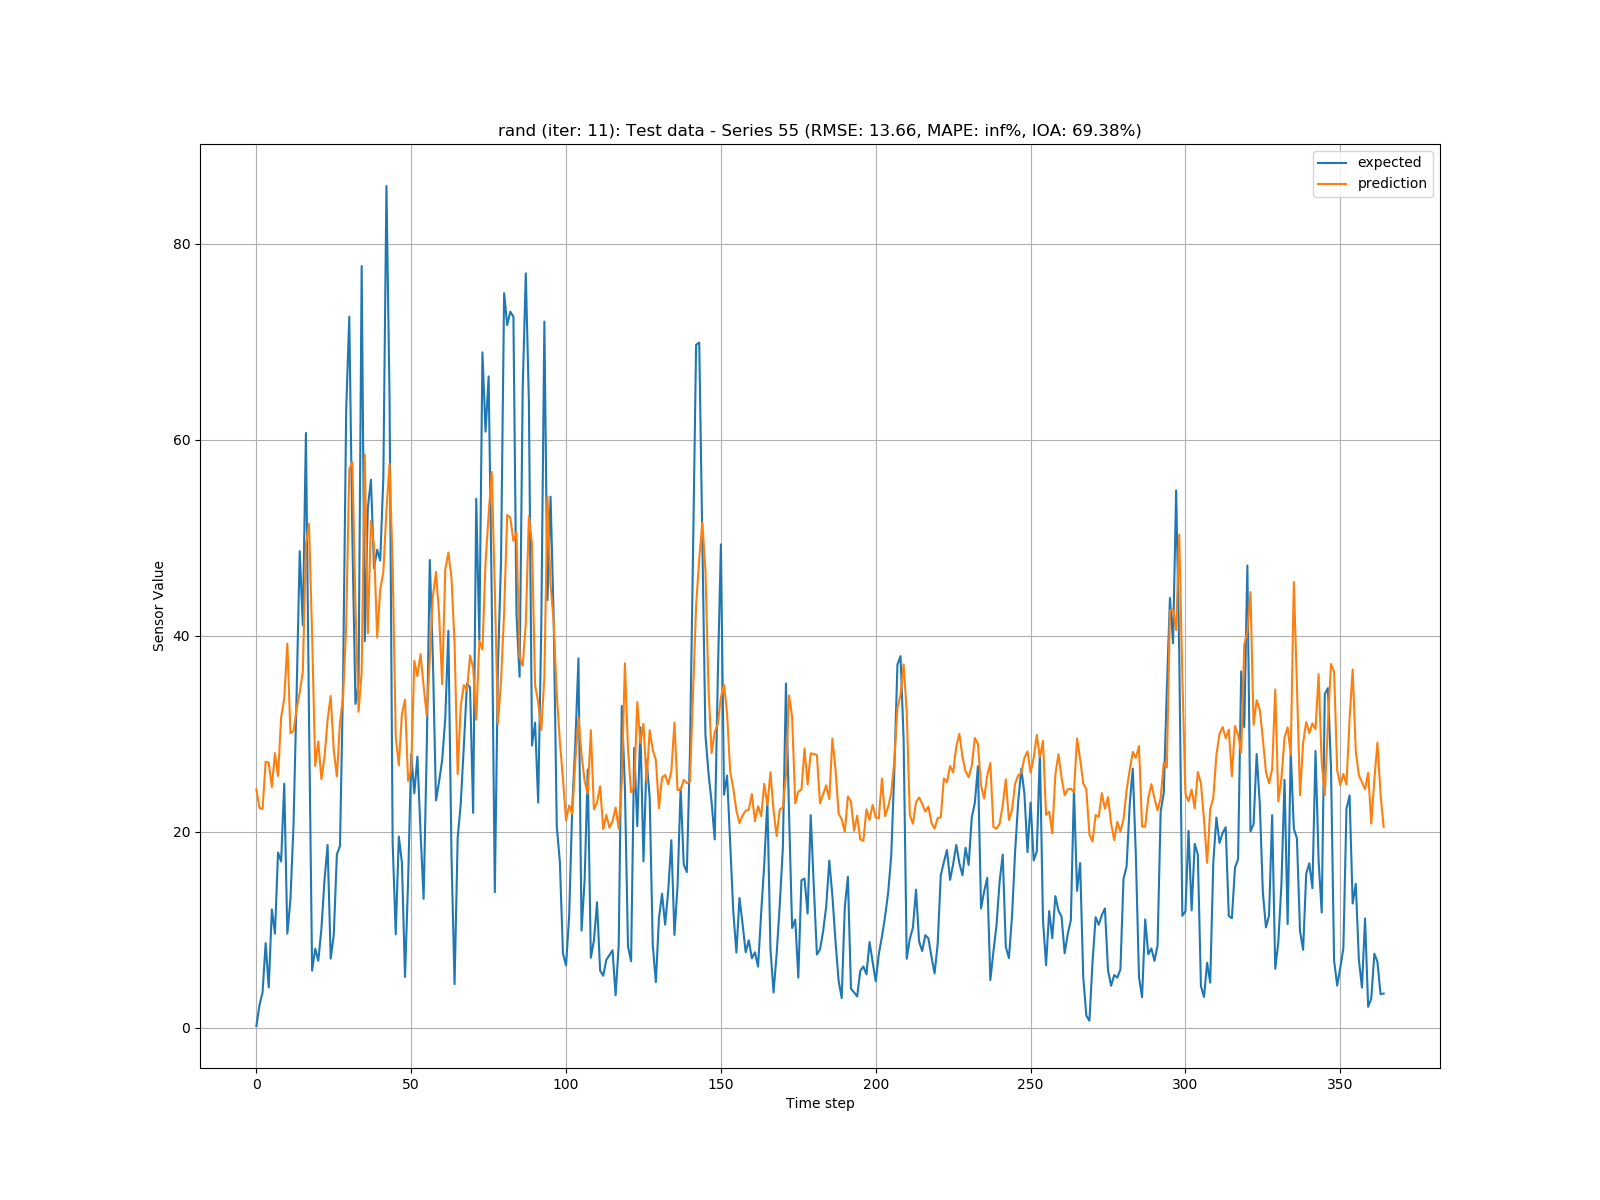 rand (iter: 11): Test data - Series 55 (RMSE: 13.66, MAPE: inf%, IOA: 69.38%)
expected
prediction
80
60
40
20
0
Sensor Value
0 50 100 150 200 250 300 350
Time step